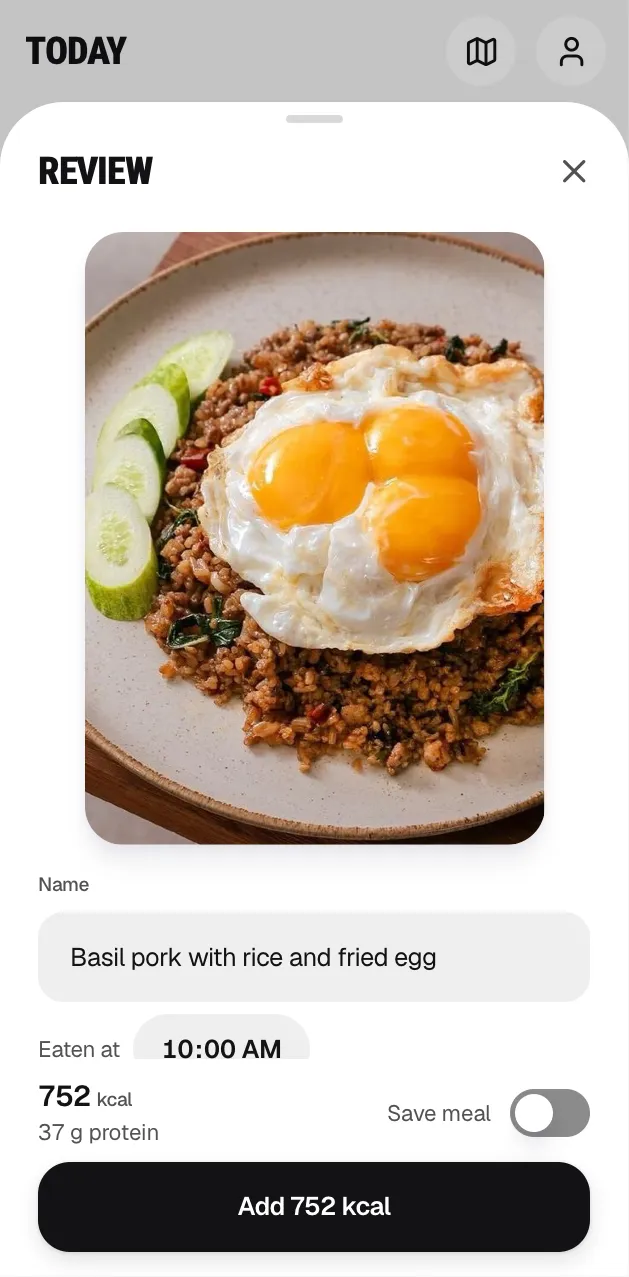 TODAY
REVIEW
Name
Basil pork with rice and fried egg
Eaten at 10:00 AM
752 kcal
37 g protein
Save meal
Add 752 kcal